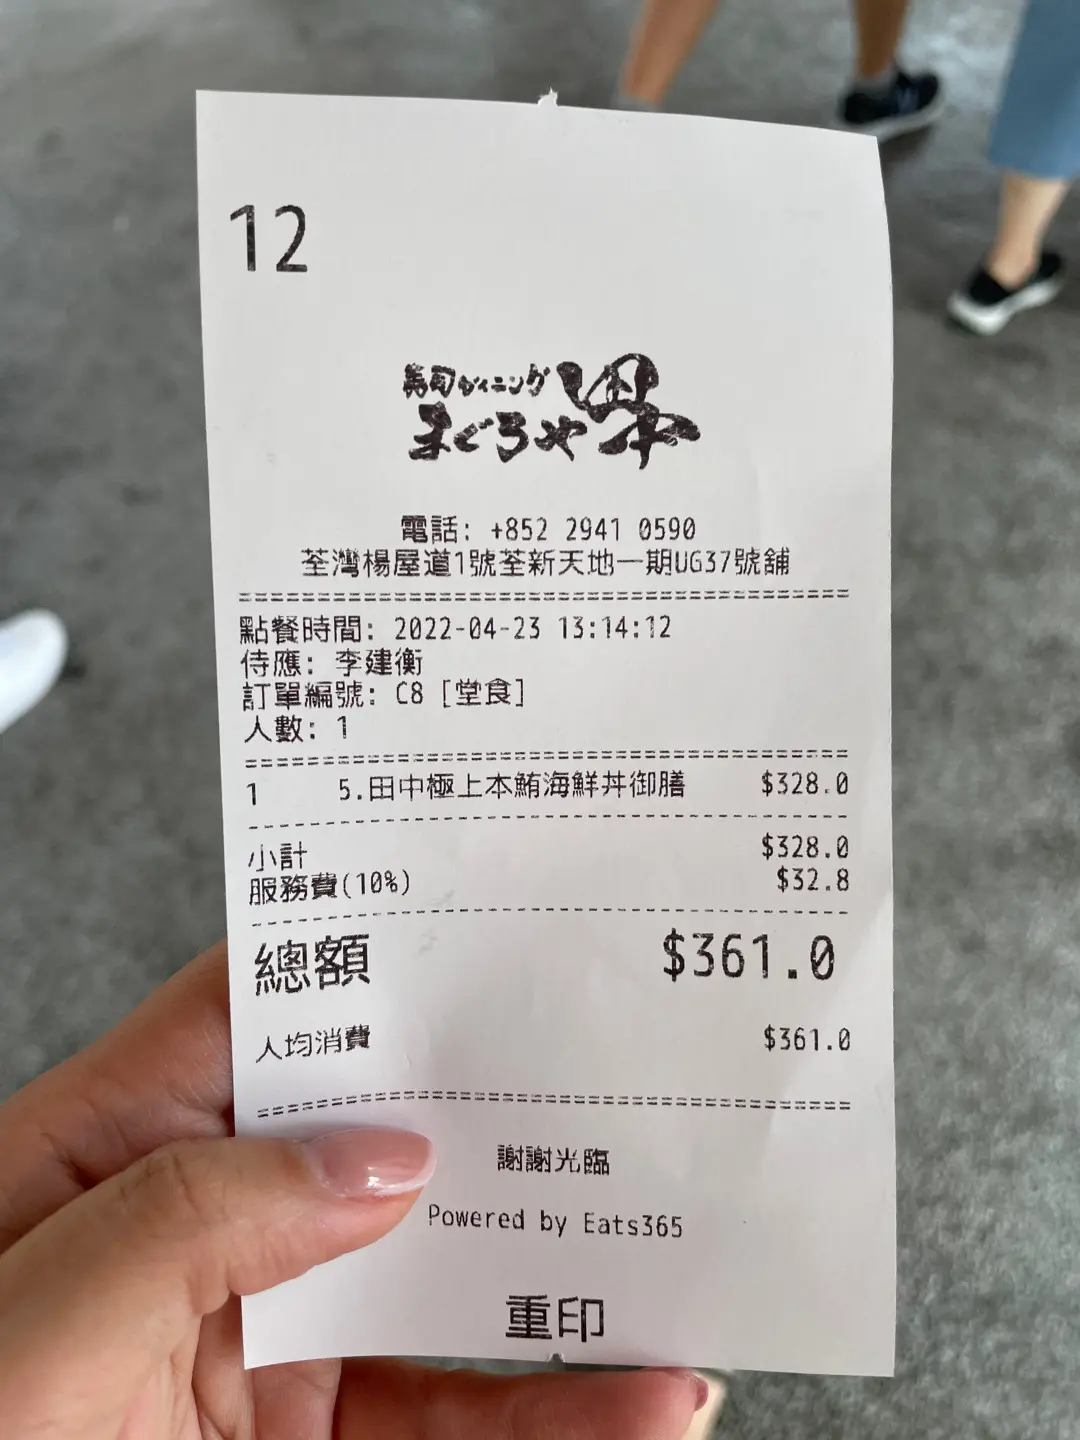 12
寿司ダイニング
まぐろや
電話: +852 2941 0590
荃灣楊屋道1號荃新天地一期UG37號舖
點餐時間: 2022-04-23 13:14:12
侍應: 李建衡
訂單編號: C8 [堂食]
人數: 1
1 5.田中極上本鮪海鮮丼御膳 $328.0
小計 $328.0
服務費(10%) $32.8
總額 $361.0
人均消費 $361.0
謝謝光臨
Powered by Eats365
重印